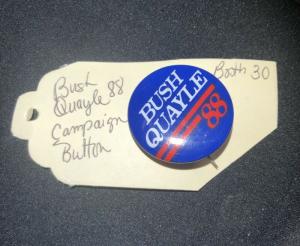 Bush
Quayle 88
Campaign
Button
BUSH
QUAYLE
88
Booth 30